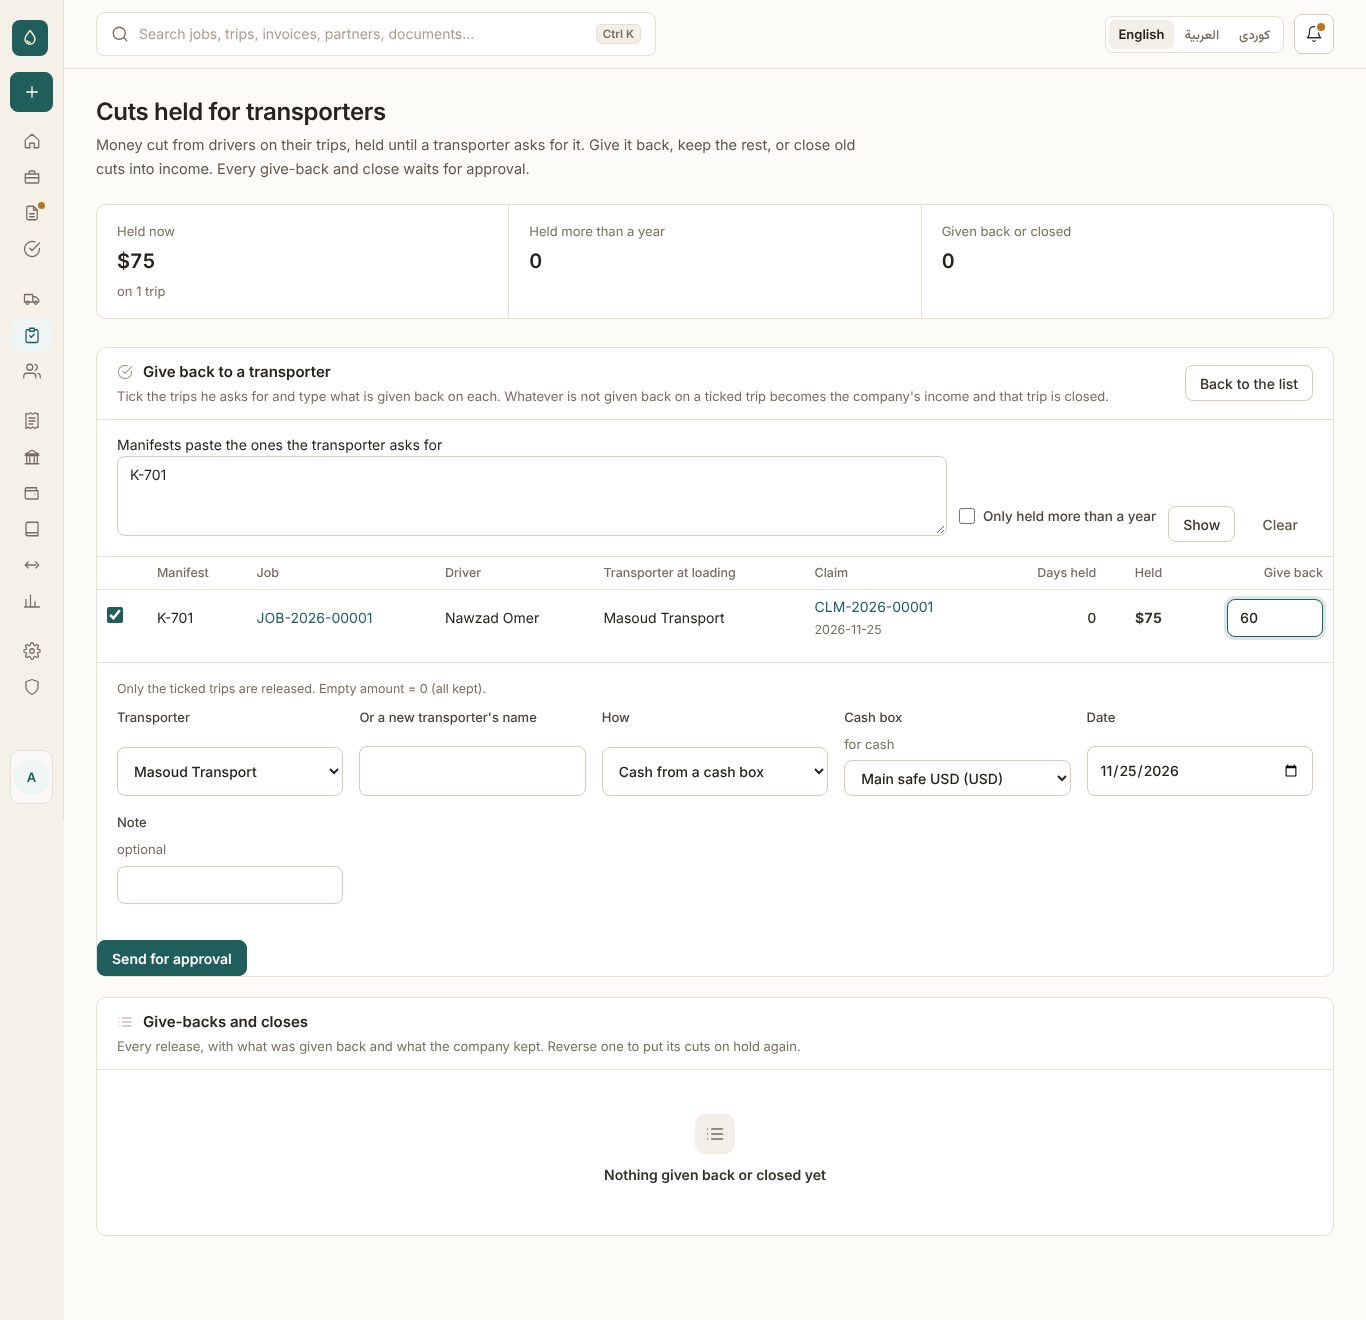 Search jobs, trips, invoices, partners, documents...
Ctrl K
English
العربية
كوردی
Cuts held for transporters
Money cut from drivers on their trips, held until a transporter asks for it. Give it back, keep the rest, or close old
cuts into income. Every give-back and close waits for approval.
Held now
$75
on 1 trip
Held more than a year
0
Given back or closed
0
Give back to a transporter
Tick the trips he asks for and type what is given back on each. Whatever is not given back on a ticked trip becomes the company's income and that trip is closed.
Back to the list
Manifests paste the ones the transporter asks for
K-701
Only held more than a year
Show
Clear
Manifest Job Driver Transporter at loading Claim Days held Held Give back
K-701 JOB-2026-00001 Nawzad Omer Masoud Transport CLM-2026-00001 0 $75 60
2026-11-25
Only the ticked trips are released. Empty amount = 0 (all kept).
Transporter
Masoud Transport
Or a new transporter's name
How
Cash from a cash box
Cash box
for cash
Main safe USD (USD)
Date
11/25/2026
Note
optional
Send for approval
Give-backs and closes
Every release, with what was given back and what the company kept. Reverse one to put its cuts on hold again.
Nothing given back or closed yet
A